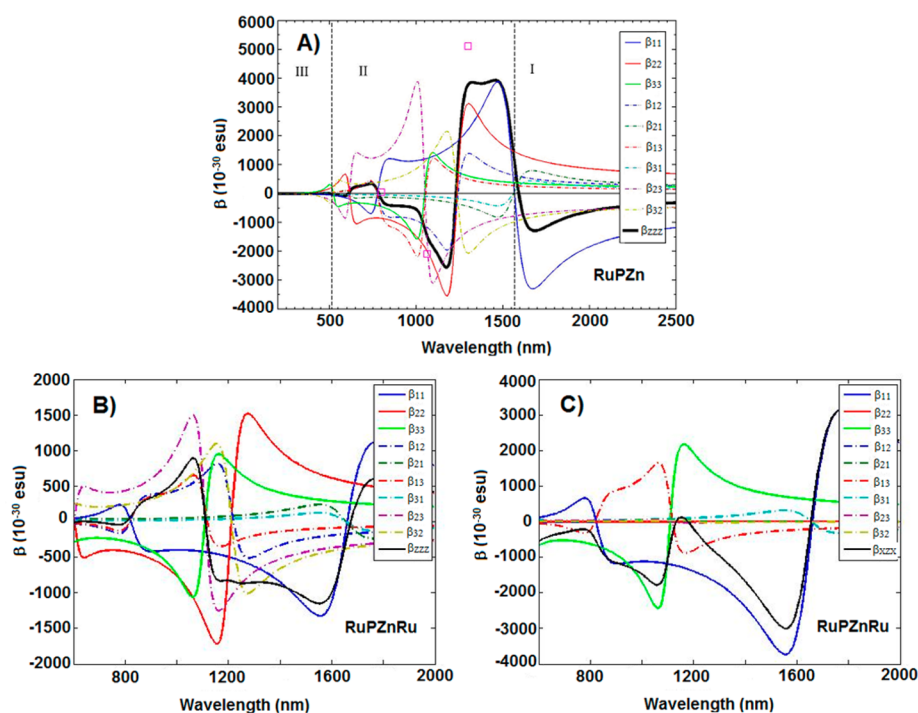 A)
III II I
6000
5000
4000
3000
2000
1000
0
-1000
-2000
-3000
-4000
β (10⁻³⁰ esu)
500 1000 1500 2000 2500
Wavelength (nm)
β11
β22
β33
β12
β21
β13
β31
β23
β32
βzzz
RuPZn
B)
2000
1500
1000
500
0
-500
-1000
-1500
-2000
β (10⁻³⁰ esu)
800 1200 1600 2000
Wavelength (nm)
β11
β22
β33
β12
β21
β13
β31
β23
β32
βzzz
RuPZnRu
C)
4000
3000
2000
1000
0
-1000
-2000
-3000
-4000
β (10⁻³⁰ esu)
800 1200 1600 2000
Wavelength (nm)
β11
β22
β33
β12
β21
β13
β31
β23
β32
βxzx
RuPZnRu